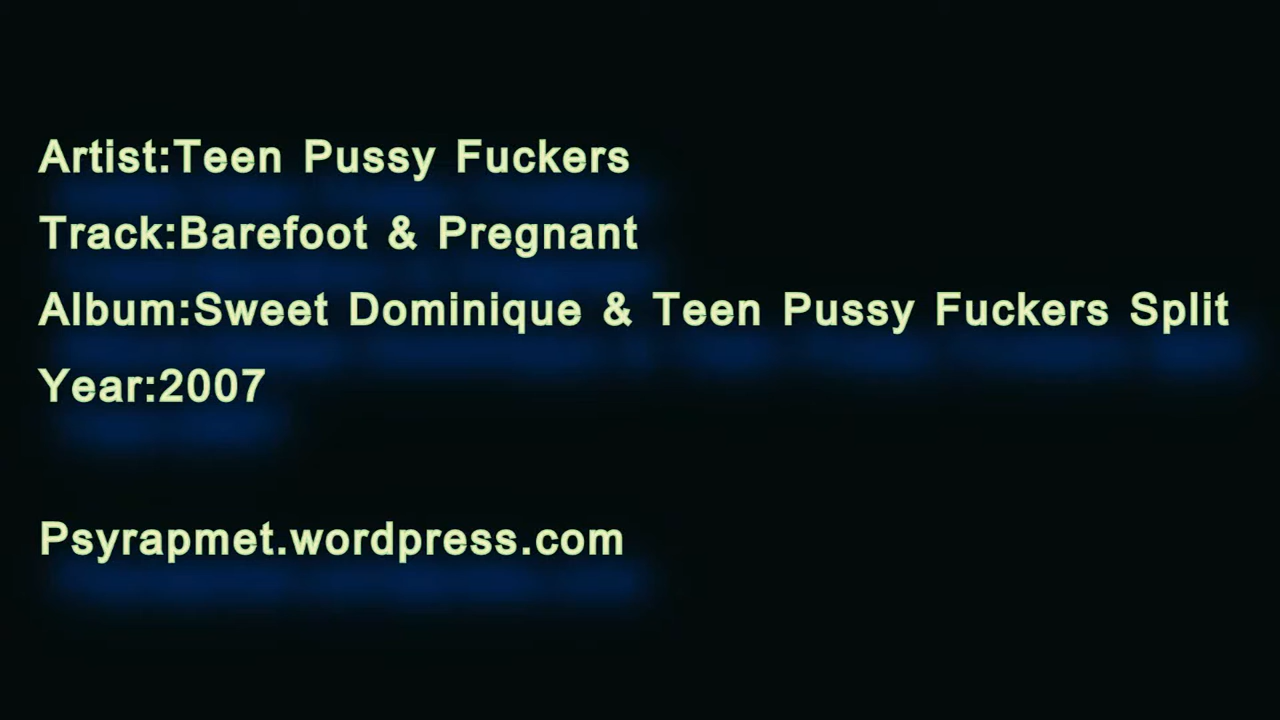 Artist:Teen Pussy Fuckers
Track:Barefoot & Pregnant
Album:Sweet Dominique & Teen Pussy Fuckers Split
Year:2007
Psyrapmet.wordpress.com